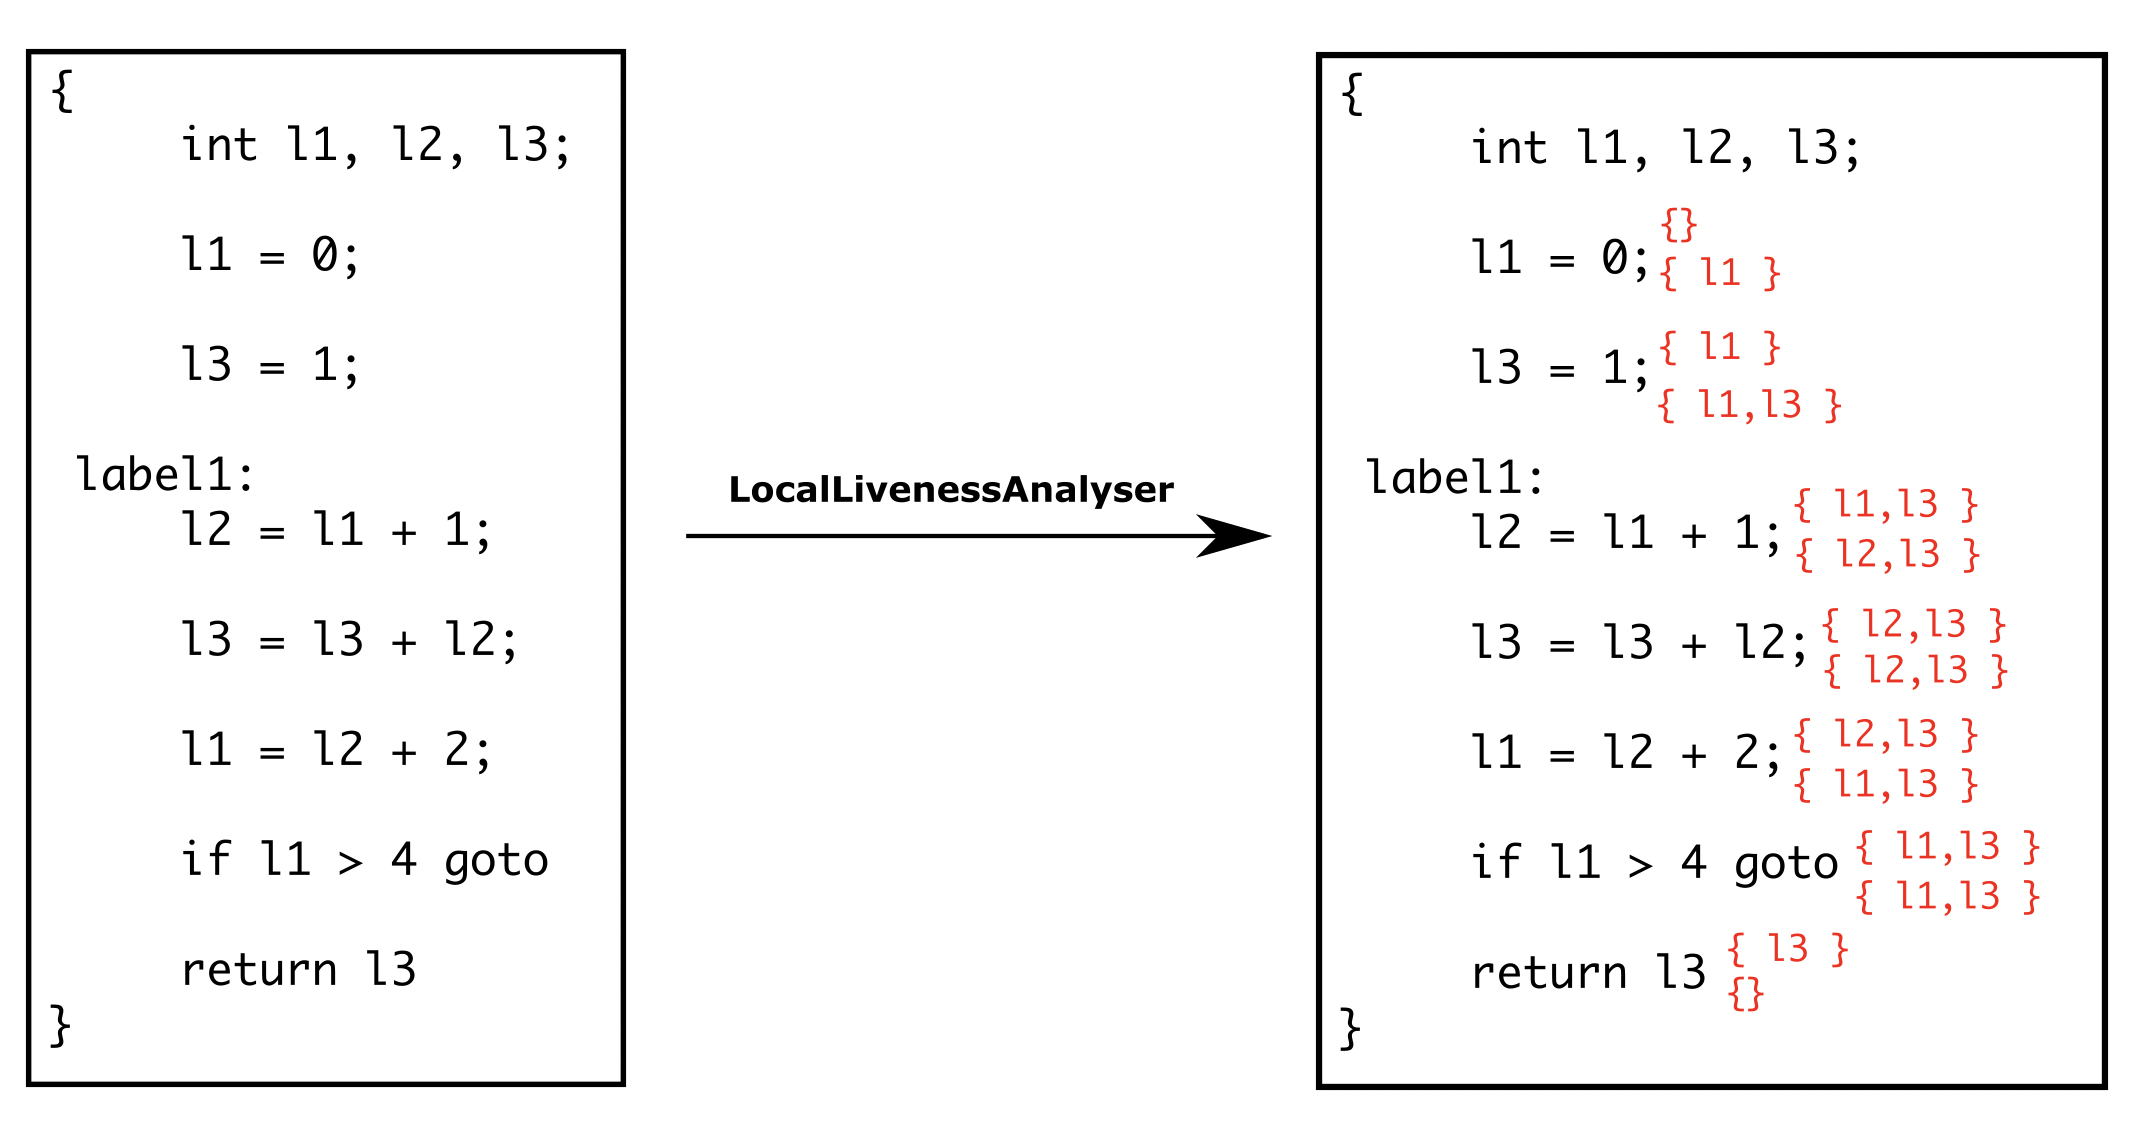 {
int l1, l2, l3;
l1 = 0;
l3 = 1;
label1:
l2 = l1 + 1;
l3 = l3 + l2;
l1 = l2 + 2;
if l1 > 4 goto
return l3
}
LocalLivenessAnalyser
{
int l1, l2, l3;
{}
l1 = 0;
{ l1 }
{ l1 }
l3 = 1;
{ l1,l3 }
label1:
{ l1,l3 }
l2 = l1 + 1;
{ l2,l3 }
{ l2,l3 }
l3 = l3 + l2;
{ l2,l3 }
{ l2,l3 }
l1 = l2 + 2;
{ l1,l3 }
{ l1,l3 }
if l1 > 4 goto
{ l1,l3 }
{ l3 }
return l3
{}
}